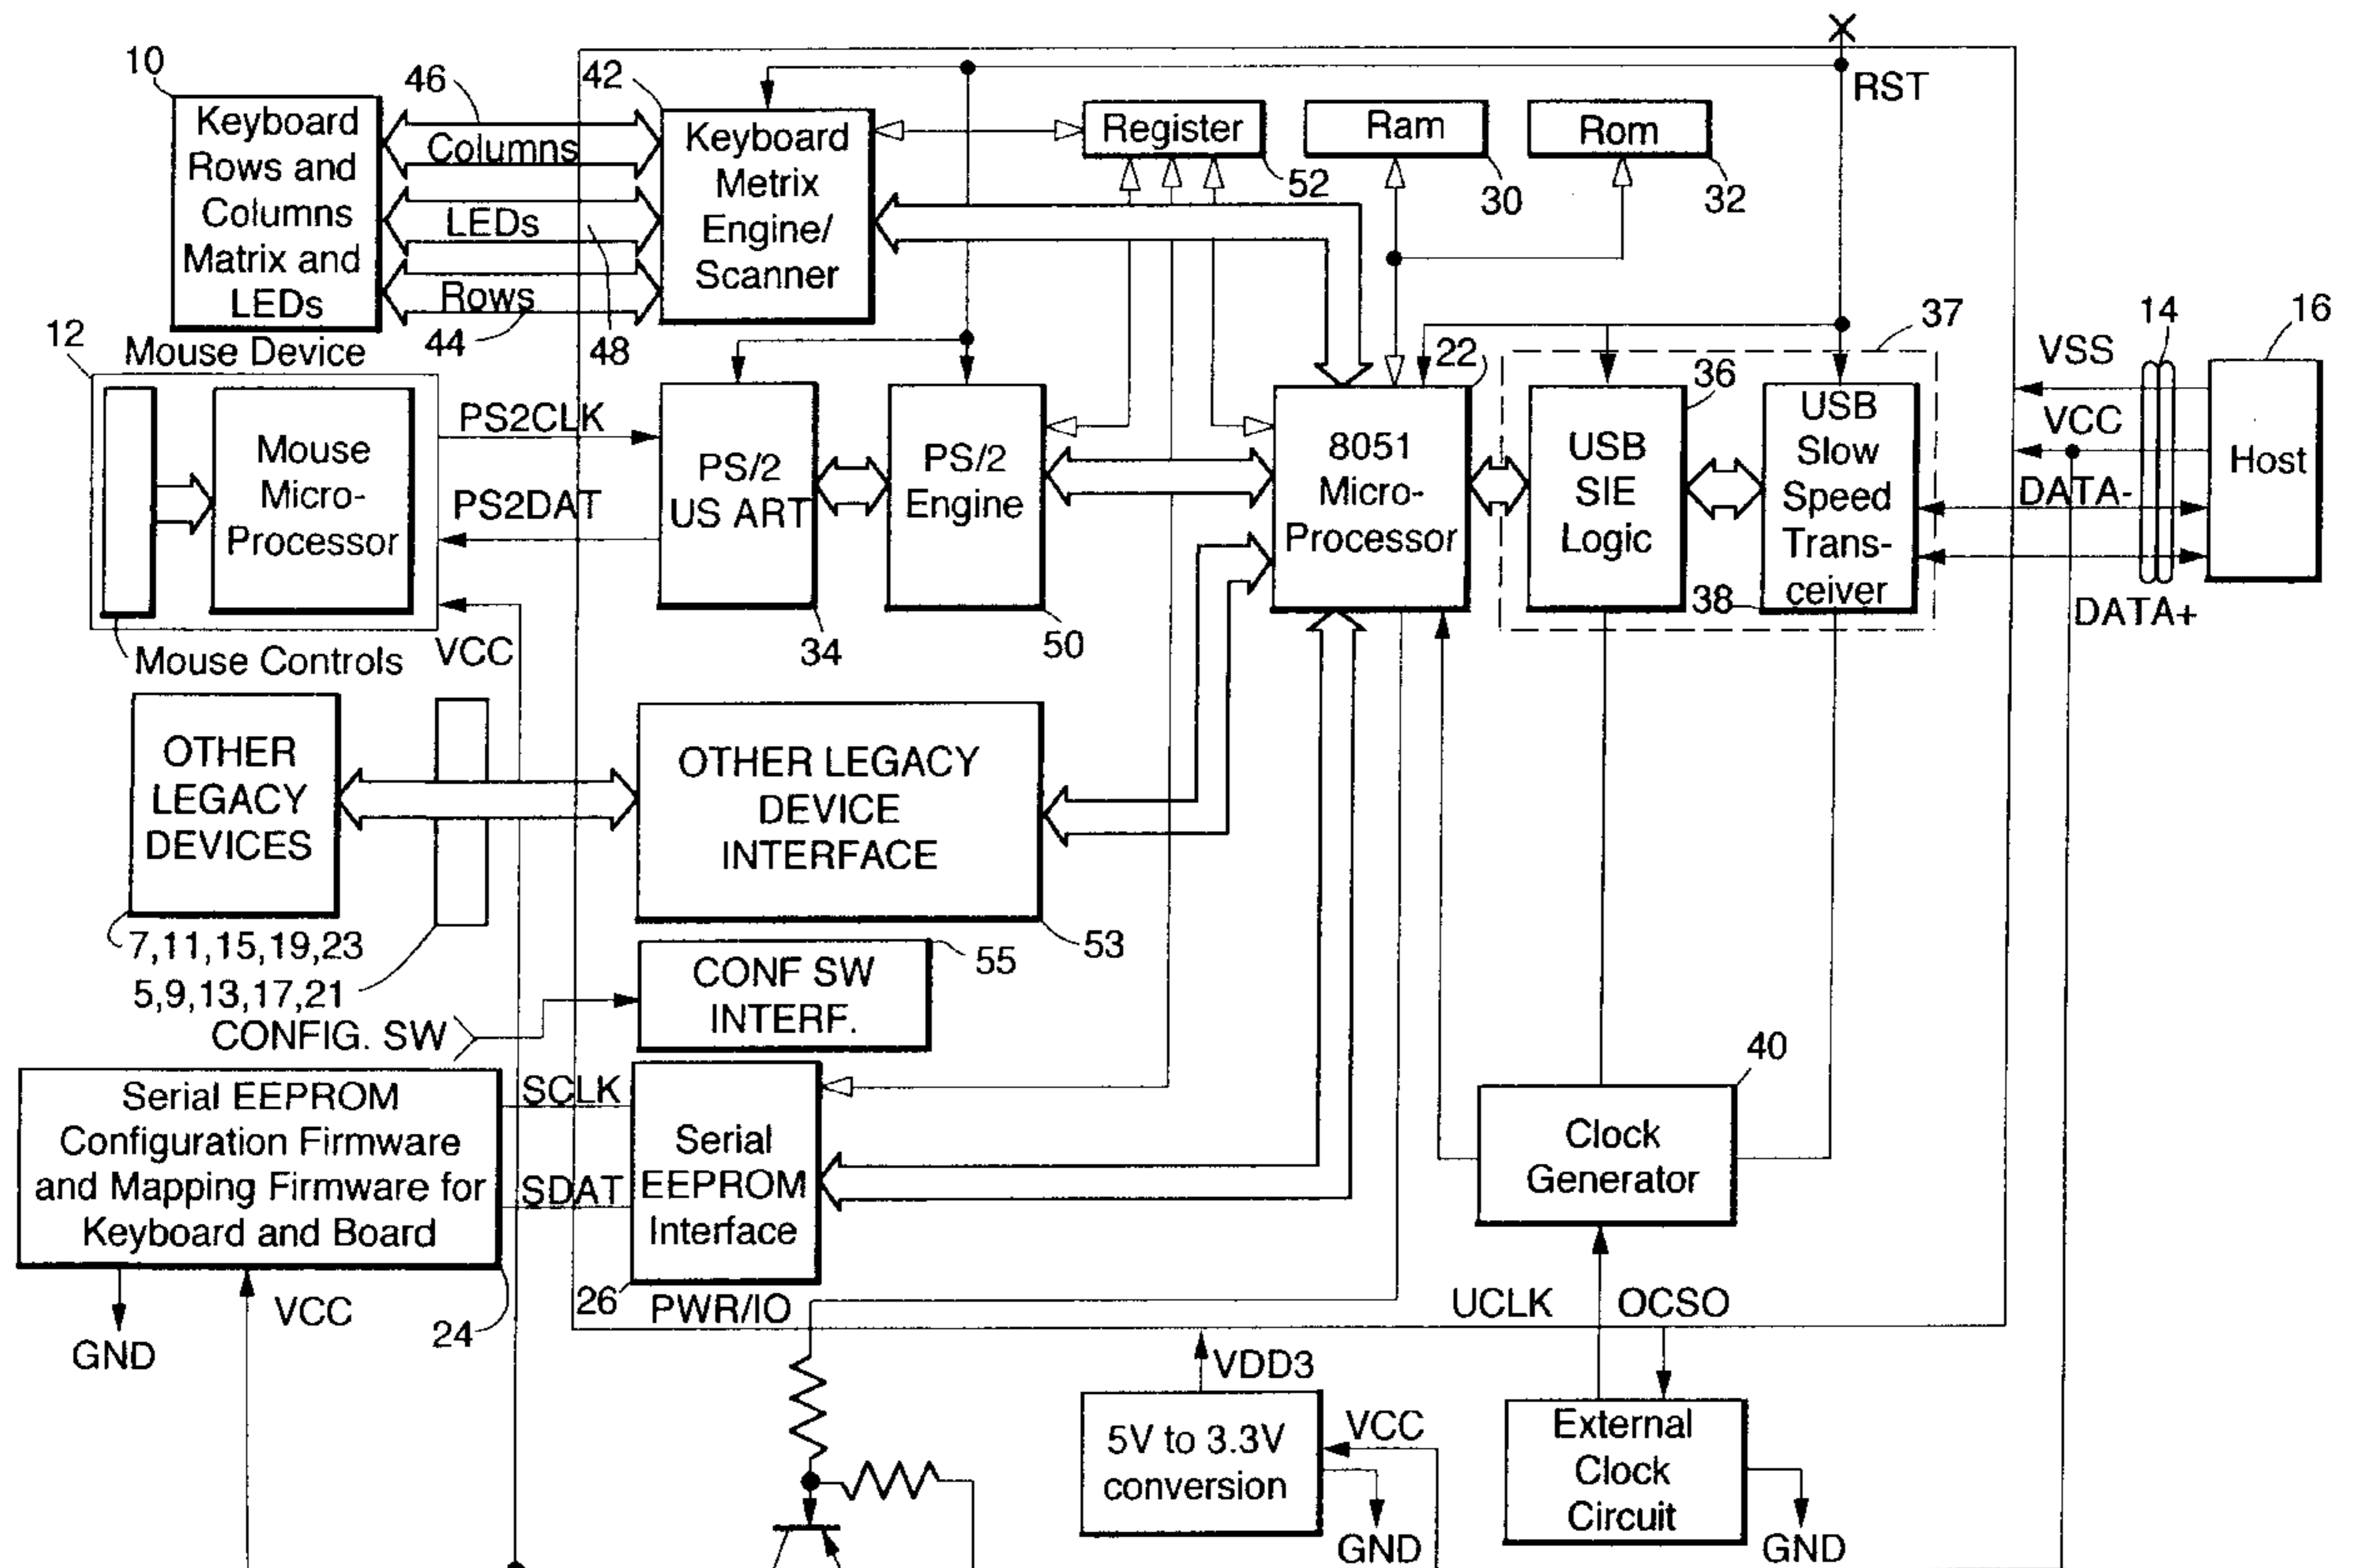 10
46
42
RST
Keyboard
Rows and
Columns
Matrix and
LEDs
Columns
LEDs
Rows
44
48
Keyboard
Metrix
Engine/
Scanner
Register
52
Ram
30
Rom
32
12
Mouse Device
Mouse
Micro-
Processor
Mouse Controls
PS2CLK
PS2DAT
VCC
PS/2
US ART
34
PS/2
Engine
50
22
8051
Micro-
Processor
37
36
USB
SIE
Logic
USB
Slow
Speed
Trans-
ceiver
38
14
16
VSS
VCC
DATA-
DATA+
Host
OTHER
LEGACY
DEVICES
7,11,15,19,23
5,9,13,17,21
OTHER LEGACY
DEVICE
INTERFACE
53
CONFIG. SW
CONF SW
INTERF.
55
Serial EEPROM
Configuration Firmware
and Mapping Firmware for
Keyboard and Board
24
GND
VCC
SCLK
SDAT
Serial
EEPROM
Interface
26
PWR/IO
40
Clock
Generator
UCLK
OCSO
VDD3
5V to 3.3V
conversion
VCC
GND
External
Clock
Circuit
GND